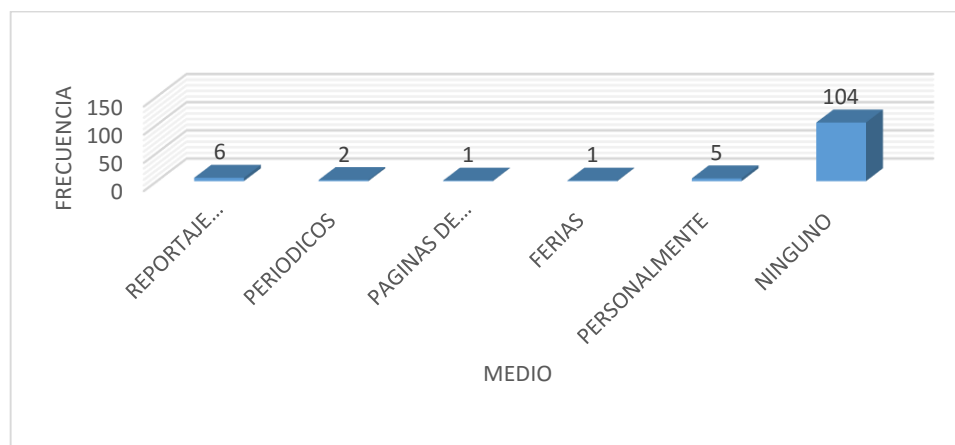 FRECUENCIA
150
100
50
0
6
2
1
1
5
104
REPORTAJE...
PERIODICOS
PAGINAS DE...
FERIAS
PERSONALMENTE
NINGUNO
MEDIO